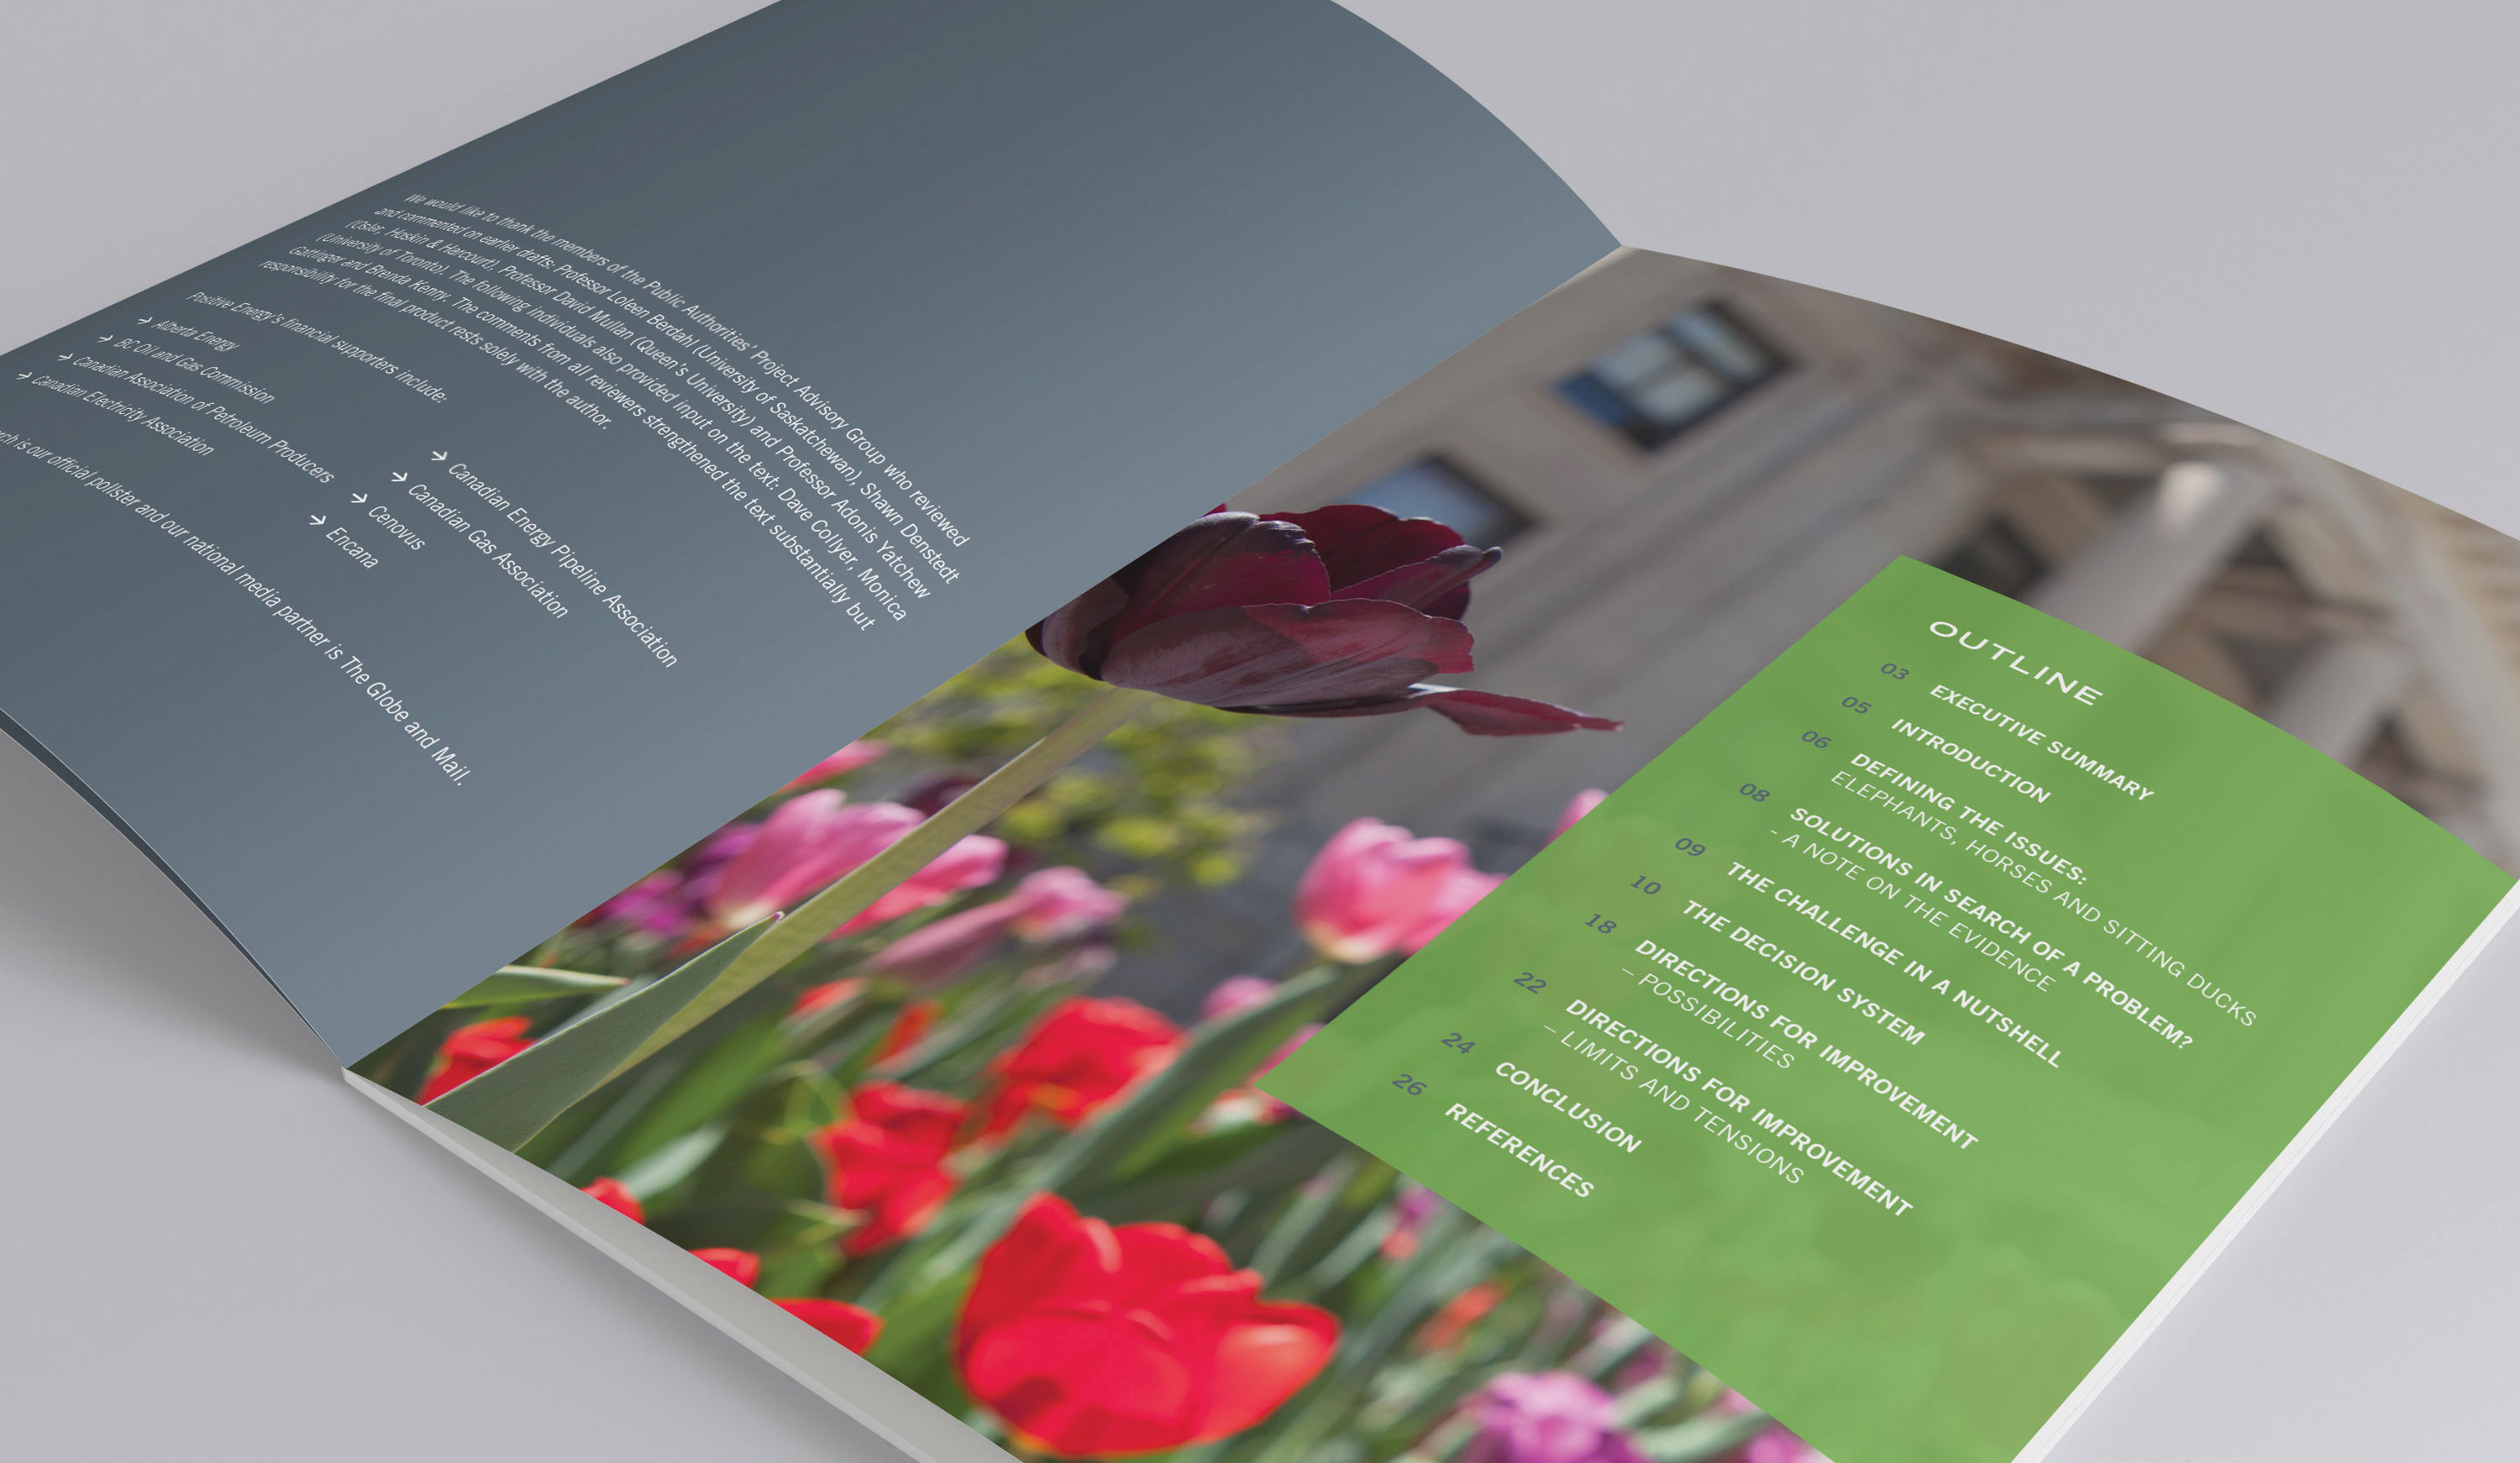 We would like to thank the members of the Public Authorities' Project Advisory Group who reviewed
and commented on earlier drafts: Professor Loleen Berdahl (University of Saskatchewan), Shawn Denstedt
(Osler, Hoskin & Harcourt), Professor David Mullan (Queen's University) and Professor Adonis Yatchew
(University of Toronto). The following individuals also provided input on the text: Dave Collyer, Monica
Gattinger and Brenda Kenny. The comments from all reviewers strengthened the text substantially but
responsibility for the final product rests solely with the author.
Positive Energy's financial supporters include:
→ Alberta Energy
→ BC Oil and Gas Commission
→ Canadian Association of Petroleum Producers
→ Canadian Electricity Association
→ Canadian Energy Pipeline Association
→ Canadian Gas Association
→ Cenovus
→ Encana
is our official pollster and our national media partner is The Globe and Mail.
OUTLINE
03 EXECUTIVE SUMMARY
05 INTRODUCTION
06 DEFINING THE ISSUES:
ELEPHANTS, HORSES AND SITTING DUCKS
08 SOLUTIONS IN SEARCH OF A PROBLEM?
- A NOTE ON THE EVIDENCE
09 THE CHALLENGE IN A NUTSHELL
10 THE DECISION SYSTEM
18 DIRECTIONS FOR IMPROVEMENT
– POSSIBILITIES
22 DIRECTIONS FOR IMPROVEMENT
– LIMITS AND TENSIONS
24 CONCLUSION
26 REFERENCES